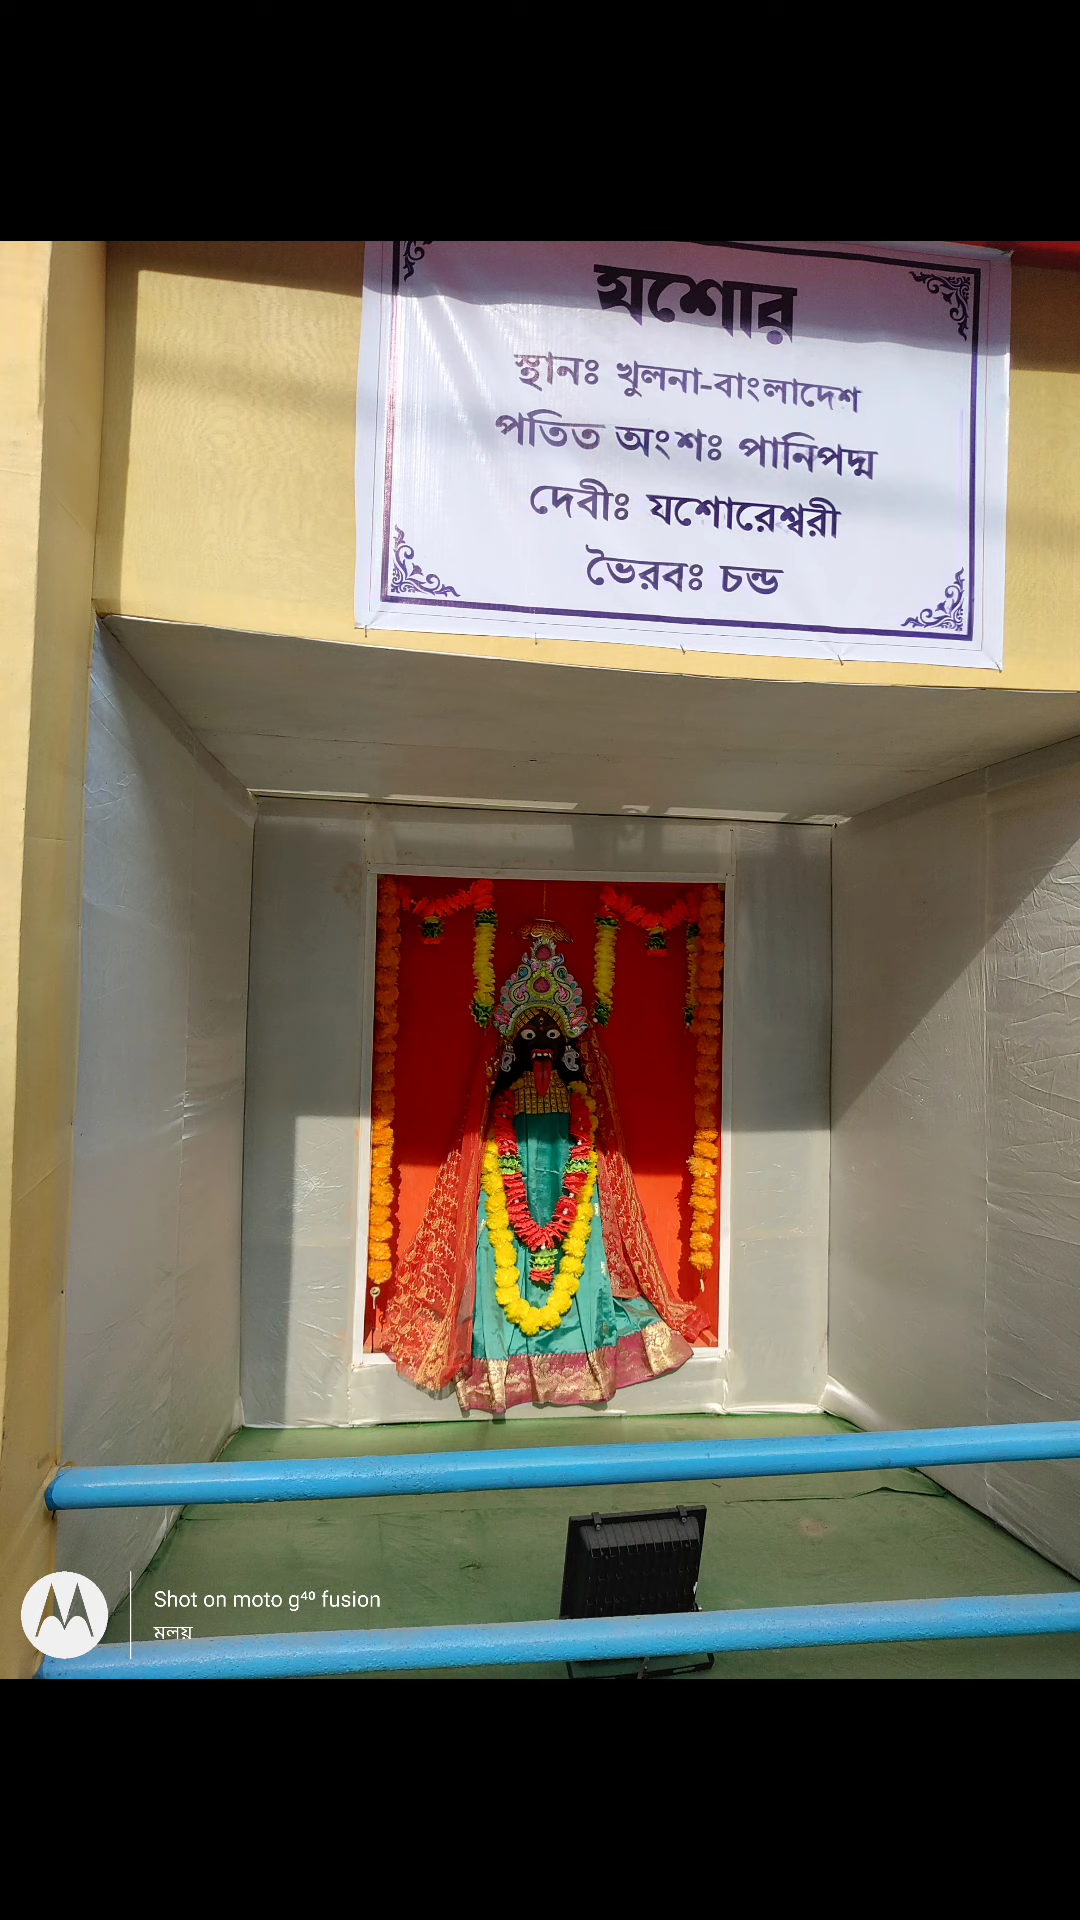 যশোর
স্থানঃ খুলনা-বাংলাদেশ
পতিত অংশঃ পানিপদ্ম
দেবীঃ যশোরেশ্বরী
ভৈরবঃ চন্ড
Shot on moto g⁴⁰ fusion
মলয়